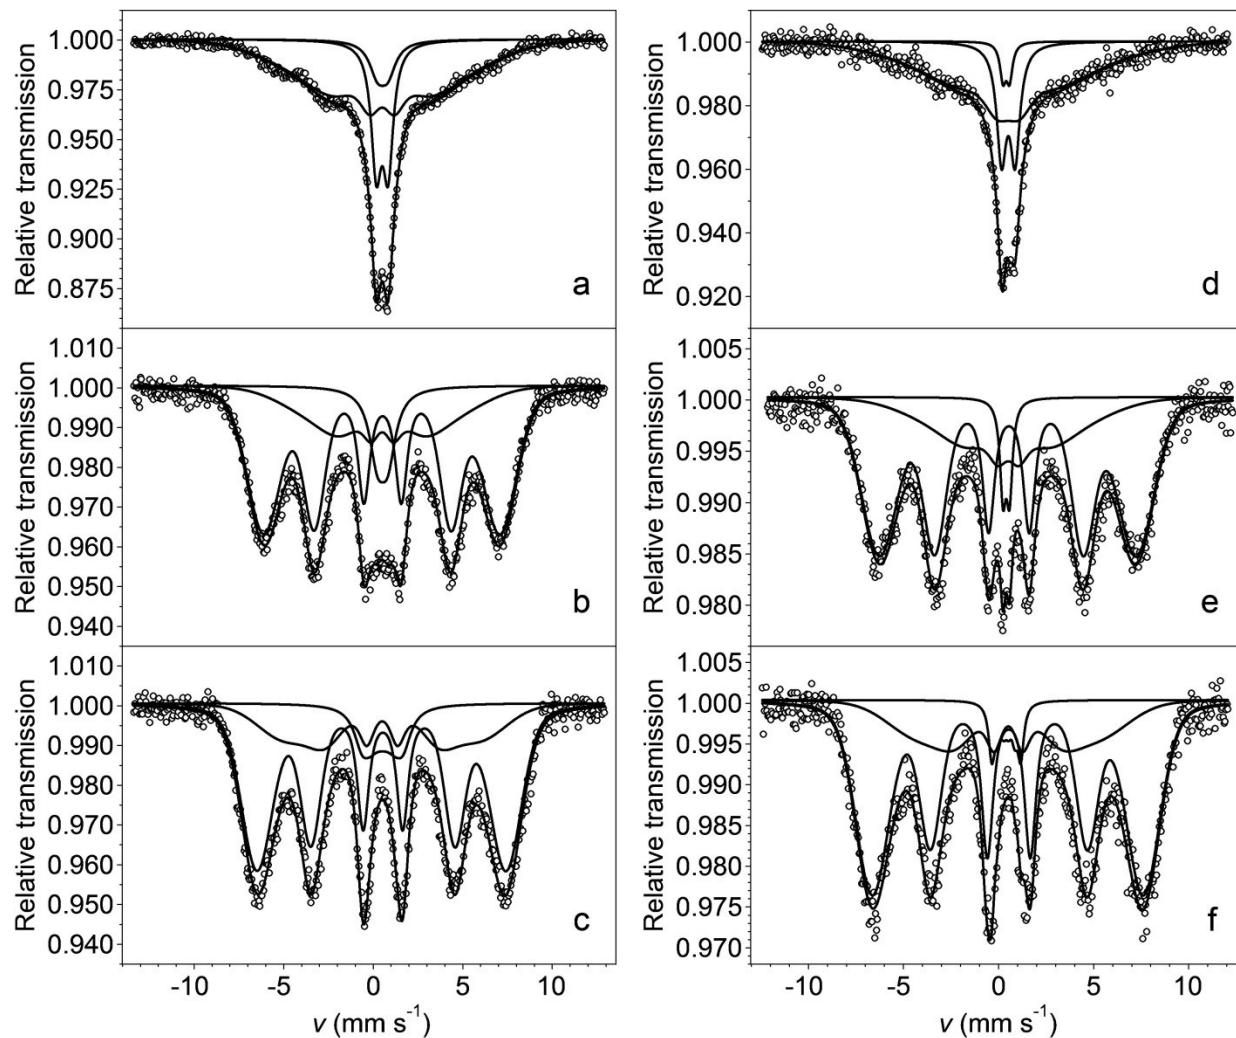 1.000
0.975
0.950
0.925
0.900
0.875
Relative transmission
a
1.010
1.000
0.990
0.980
0.970
0.960
0.950
0.940
Relative transmission
b
1.010
1.000
0.990
0.980
0.970
0.960
0.950
0.940
Relative transmission
c
-10 -5 0 5 10
v (mm s⁻¹)
1.000
0.980
0.960
0.940
0.920
Relative transmission
d
1.005
1.000
0.995
0.990
0.985
0.980
Relative transmission
e
1.005
1.000
0.995
0.990
0.985
0.980
0.975
0.970
Relative transmission
f
-10 -5 0 5 10
v (mm s⁻¹)